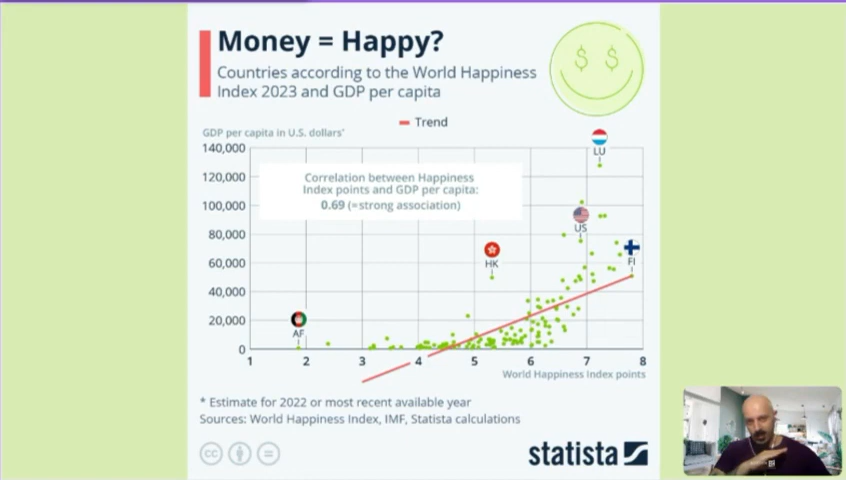 Money = Happy?
Countries according to the World Happiness
Index 2023 and GDP per capita
Trend
GDP per capita in U.S. dollars*
140,000
120,000
100,000
80,000
60,000
40,000
20,000
0
Correlation between Happiness
Index points and GDP per capita:
0.69 (=strong association)
LU
US
HK
FI
AF
1 2 3 4 5 6 7 8
World Happiness Index points
* Estimate for 2022 or most recent available year
Sources: World Happiness Index, IMF, Statista calculations
cc
statista